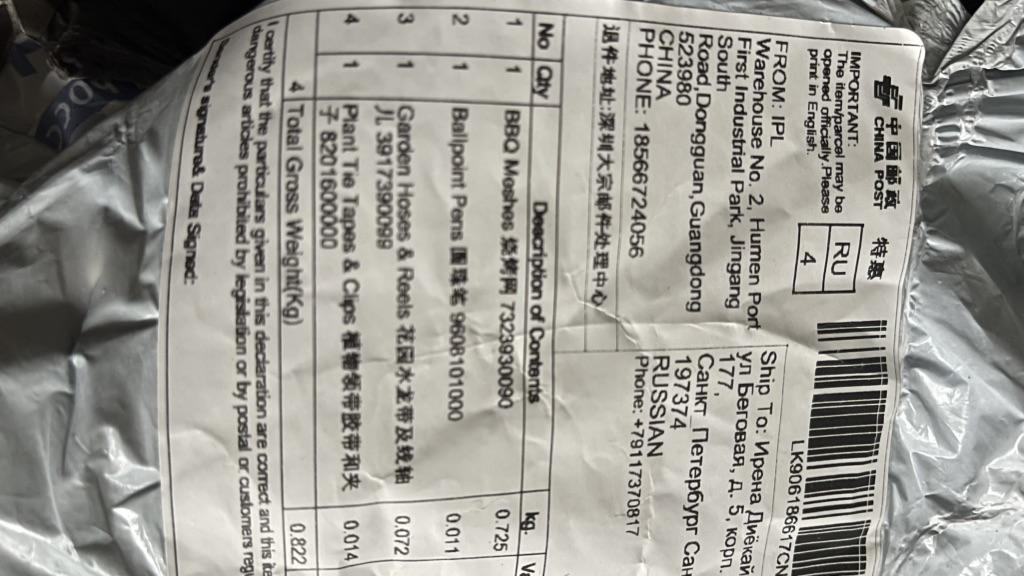 中国邮政
CHINA POST
特惠
IMPORTANT:
The item/parcel may be
opened officially.Please
print in English.
RU
4
LK906186617CN
FROM: IPL
Warehouse No. 2, Humen Port
First Industrial Park, Jingang
South
Road,Dongguan,Guangdong
523980
CHINA
PHONE: 18566724056
退件地址:深圳大宗邮件处理中心
Ship To: Ирена Диёкай
ул Беговая, д. 5, корп.
177,
Санкт_Петербург Сан
197374
RUSSIAN
Phone: +79117370817
No Qty Description of Contents kg.
1 1 BBQ Meshes 烧烤网 7323930090 0.725
2 1 Ballpoint Pens 圆珠笔 9608101000 0.011
3 1 Garden Hoses & Reels 花园水龙带及线轴
儿 3917390099 0.072
4 1 Plant Tie Tapes & Clips 植物捆带胶带和夹
子 8201600000 0.014
4 Total Gross Weight(Kg) 0.822
I certify that the particulars given in this declaration are correct and this ite
dangerous articles prohibited by legislation or by postal or customers regu
signature& Date Signed: